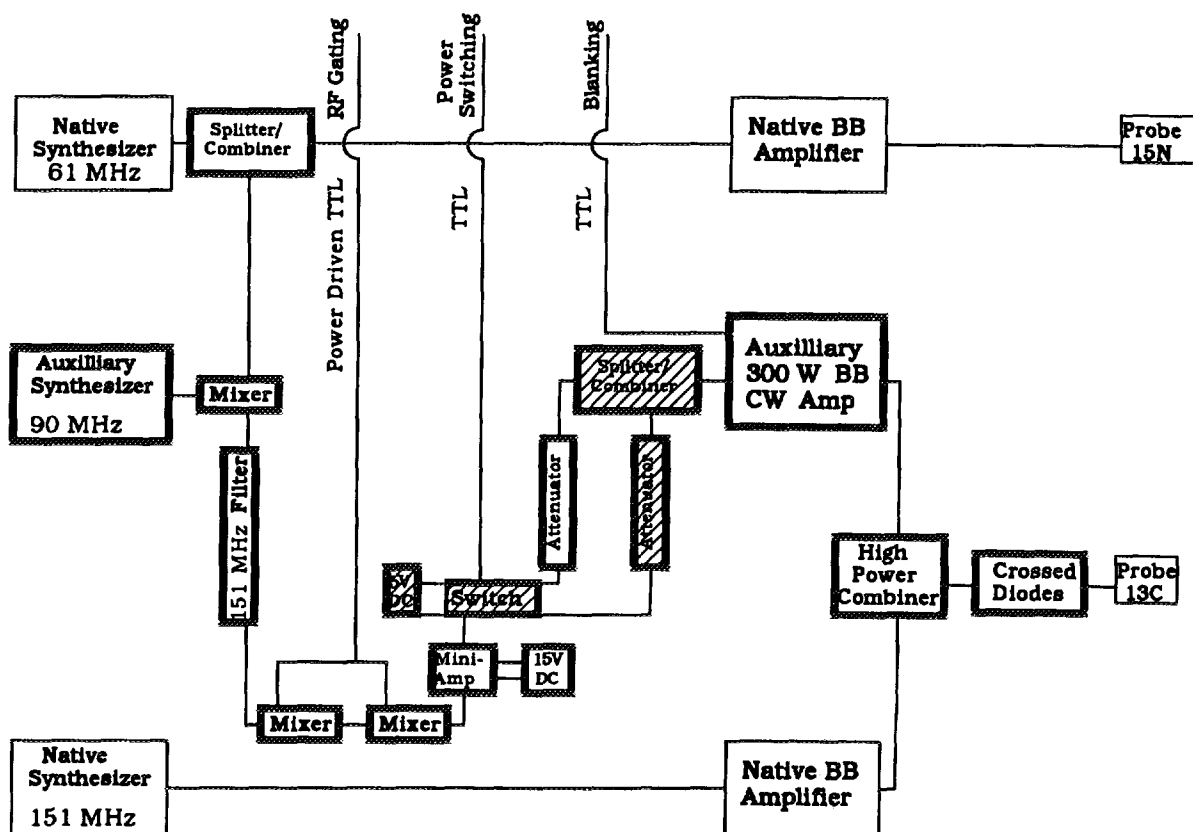 RF Gating
Power
Switching
Blanking
Native
Synthesizer
61 MHz
Splitter/
Combiner
Native BB
Amplifier
Probe
15N
Power Driven TTL
TTL
TTL
Auxilliary
Synthesizer
90 MHz
Mixer
Splitter/
Combiner
Auxilliary
300 W BB
CW Amp
151 MHz Filter
Attenuator
Attenuator
5V
DC
Switch
High
Power
Combiner
Crossed
Diodes
Probe
13C
Mini-
Amp
15V
DC
Mixer
Mixer
Native
Synthesizer
151 MHz
Native BB
Amplifier